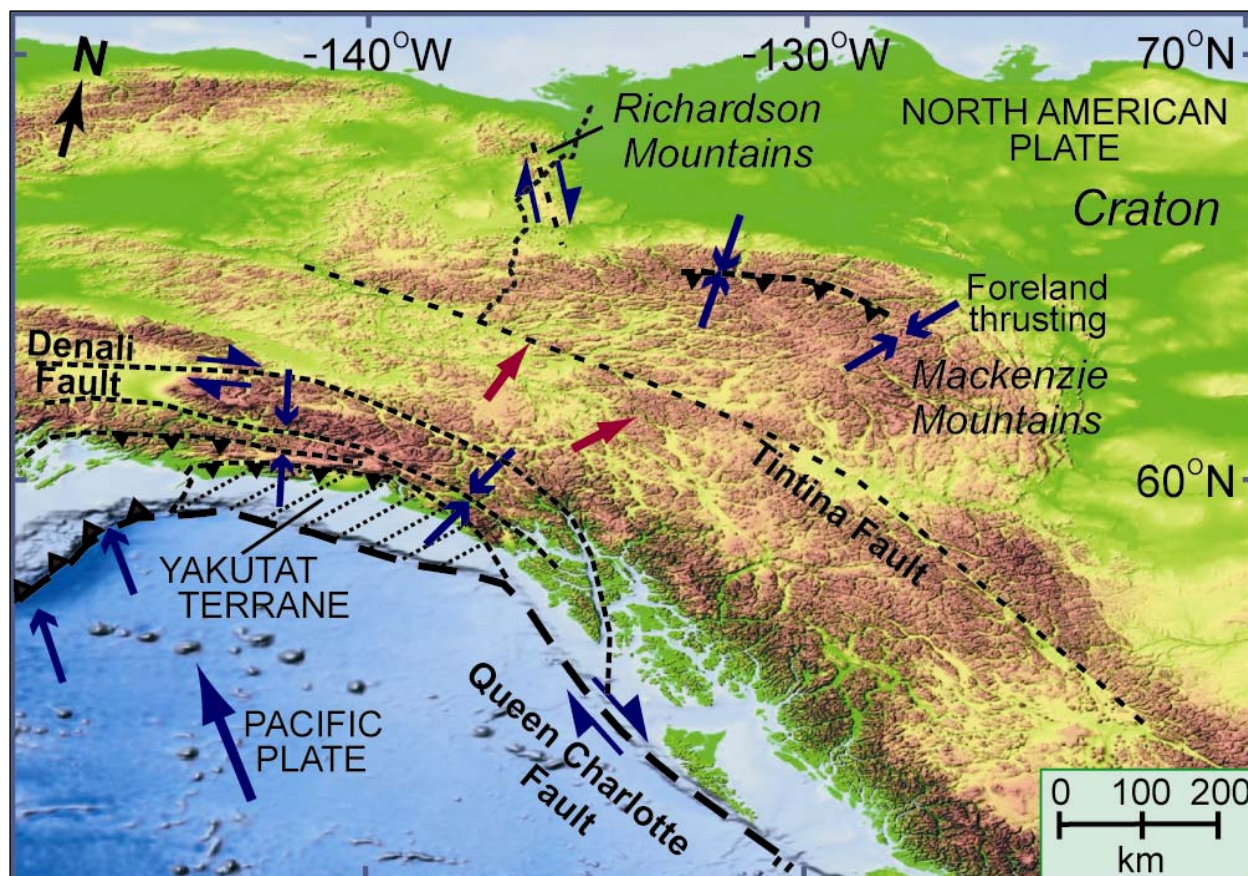 N
-140°W
-130°W
70°N
Richardson
Mountains
NORTH AMERICAN
PLATE
Craton
Foreland
thrusting
Mackenzie
Mountains
Denali
Fault
Tintina Fault
60°N
YAKUTAT
TERRANE
PACIFIC
PLATE
Queen Charlotte
Fault
0 100 200
km